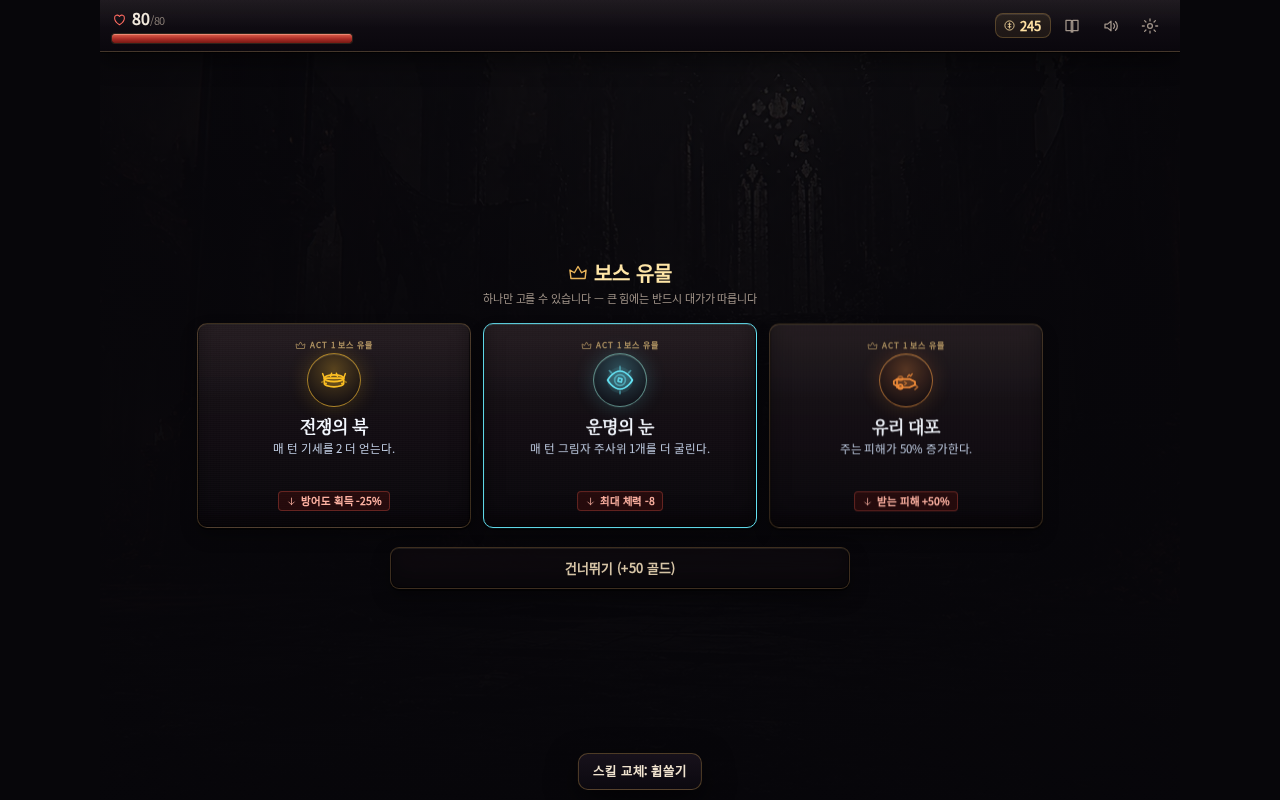 80/80
245
보스 유물
하나만 고를 수 있습니다 — 큰 힘에는 반드시 대가가 따릅니다
ACT 1 보스 유물
전쟁의 북
매 턴 기세를 2 더 얻는다.
↓ 방어도 획득 -25%
ACT 1 보스 유물
운명의 눈
매 턴 그림자 주사위 1개를 더 굴린다.
↓ 최대 체력 -8
ACT 1 보스 유물
유리 대포
주는 피해가 50% 증가한다.
↓ 받는 피해 +50%
건너뛰기 (+50 골드)
스킬 교체: 휩쓸기